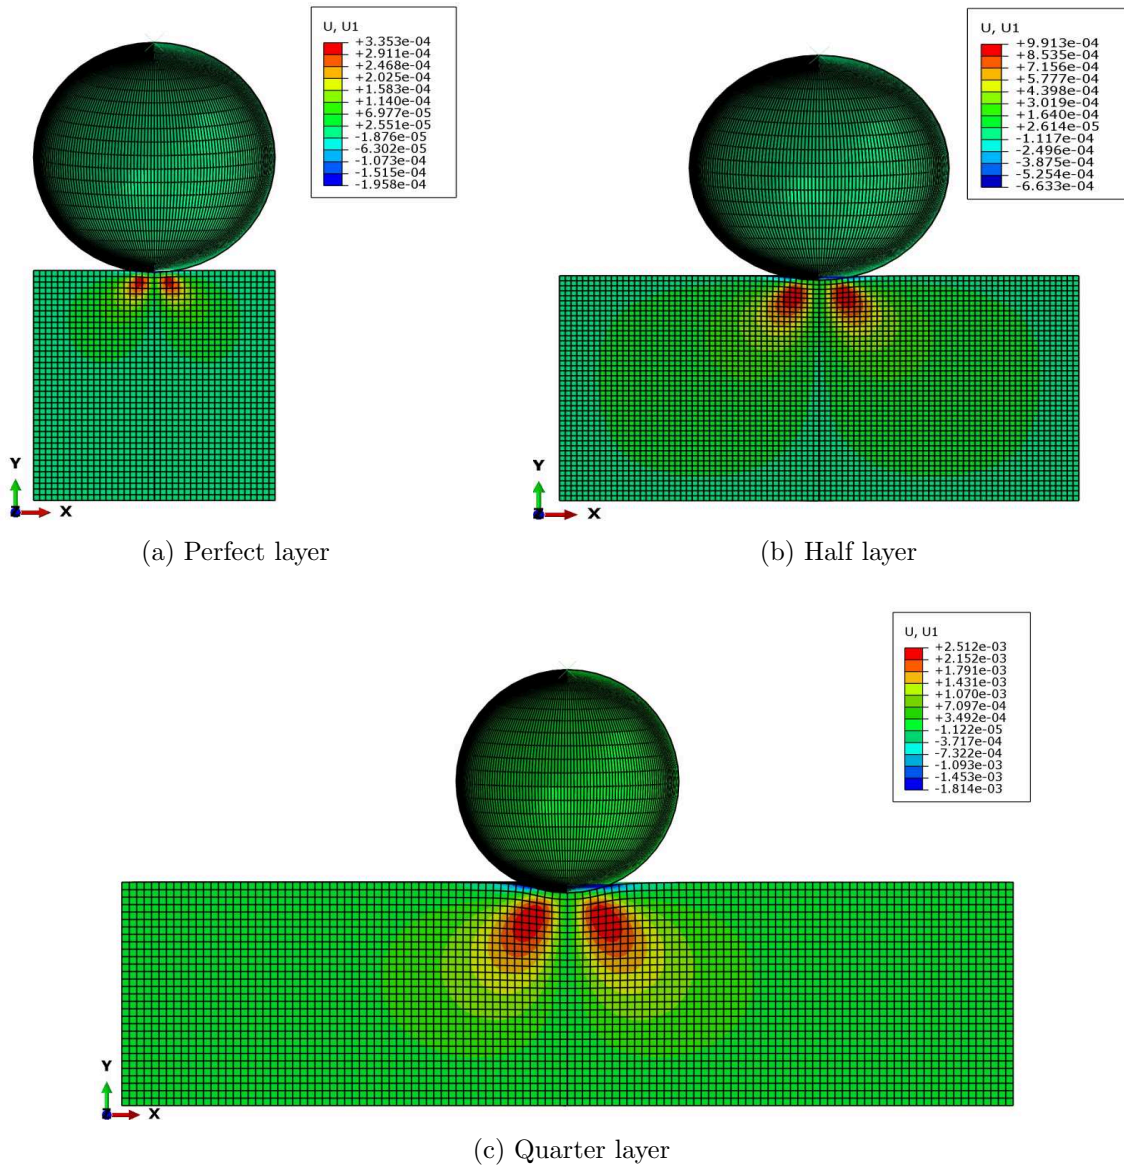 U, U1
+3.353e-04
+2.911e-04
+2.468e-04
+2.025e-04
+1.583e-04
+1.140e-04
+6.977e-05
+2.551e-05
-1.876e-05
-6.302e-05
-1.073e-04
-1.515e-04
-1.958e-04
Y
X
(a) Perfect layer
U, U1
+9.913e-04
+8.535e-04
+7.156e-04
+5.777e-04
+4.398e-04
+3.019e-04
+1.640e-04
+2.614e-05
-1.117e-04
-2.496e-04
-3.875e-04
-5.254e-04
-6.633e-04
Y
X
(b) Half layer
U, U1
+2.512e-03
+2.152e-03
+1.791e-03
+1.431e-03
+1.070e-03
+7.097e-04
+3.492e-04
-1.122e-05
-3.717e-04
-7.322e-04
-1.093e-03
-1.453e-03
-1.814e-03
Y
X
(c) Quarter layer